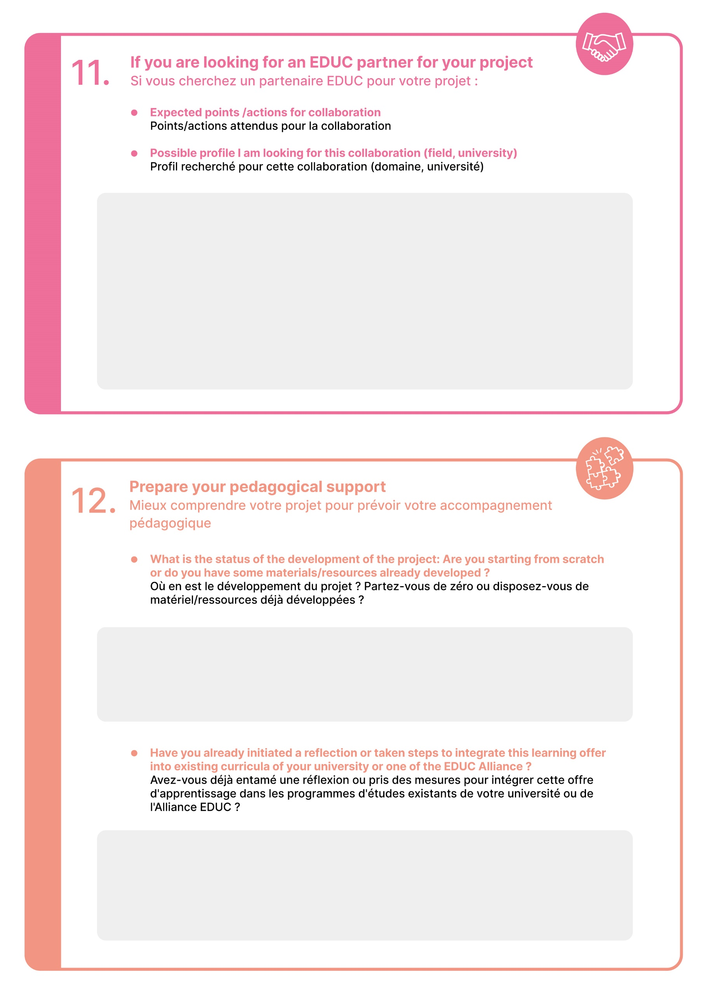 11.
If you are looking for an EDUC partner for your project
Si vous cherchez un partenaire EDUC pour votre projet :
Expected points /actions for collaboration
Points/actions attendus pour la collaboration
Possible profile I am looking for this collaboration (field, university)
Profil recherché pour cette collaboration (domaine, université)
12.
Prepare your pedagogical support
Mieux comprendre votre projet pour prévoir votre accompagnement
pédagogique
What is the status of the development of the project: Are you starting from scratch
or do you have some materials/resources already developed ?
Où en est le développement du projet ? Partez-vous de zéro ou disposez-vous de
matériel/ressources déjà développées ?
Have you already initiated a reflection or taken steps to integrate this learning offer
into existing curricula of your university or one of the EDUC Alliance ?
Avez-vous déjà entamé une réflexion ou pris des mesures pour intégrer cette offre
d'apprentissage dans les programmes d'études existants de votre université ou de
l'Alliance EDUC ?